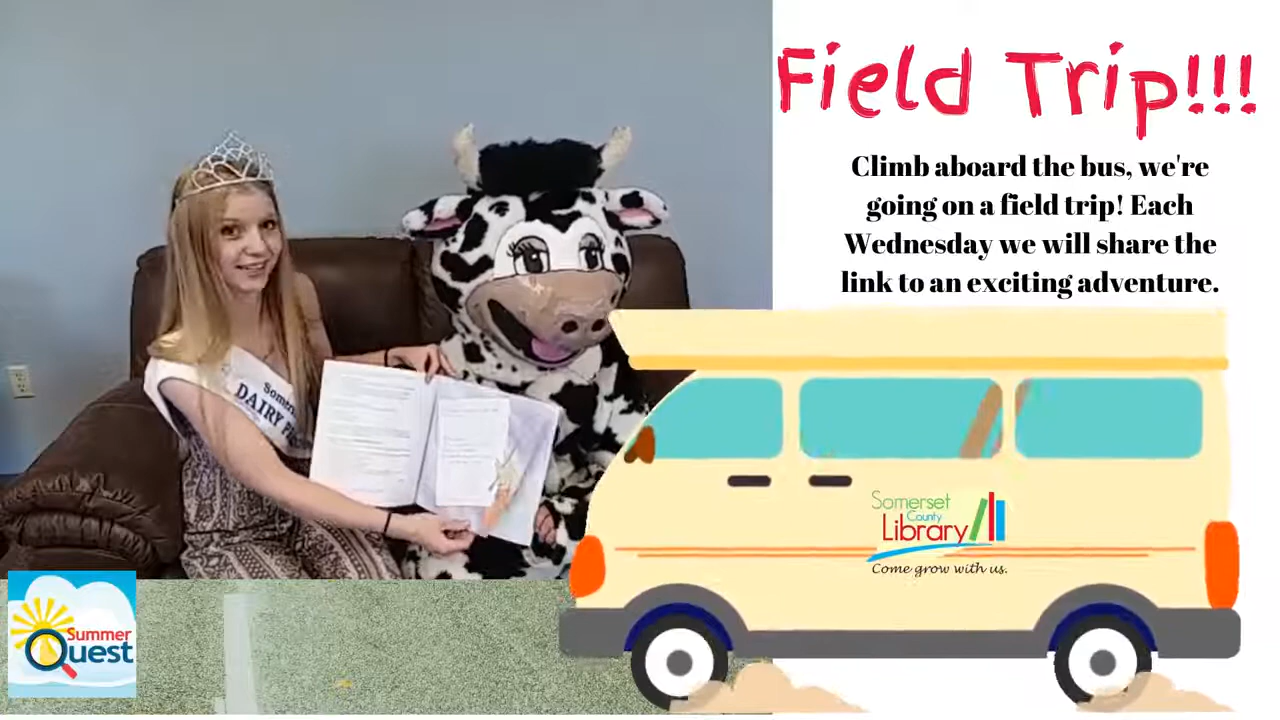 Field Trip!!!
Climb aboard the bus, we're
going on a field trip! Each
Wednesday we will share the
link to an exciting adventure.
DAIRY
Somerset
County
Library
Come grow with us.
Summer
Quest